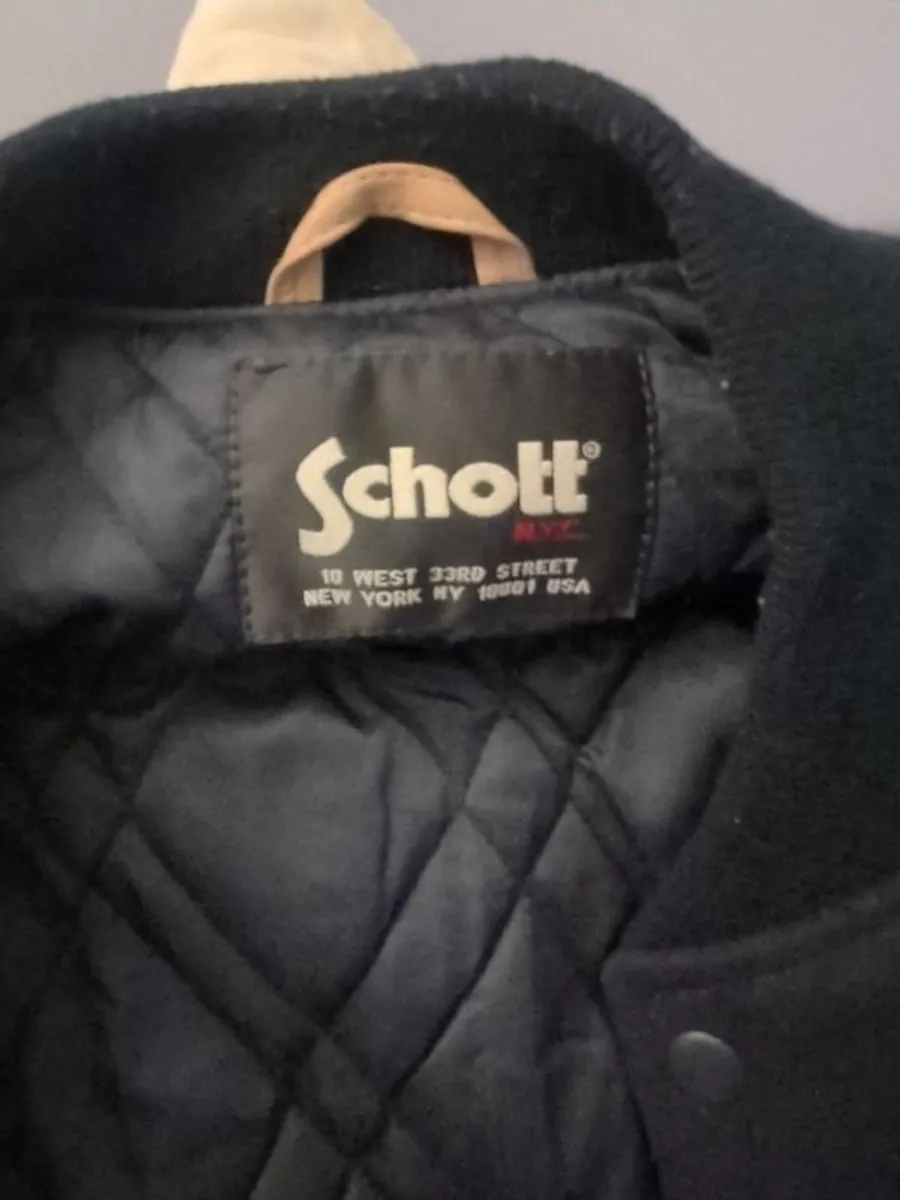 Schott®
N.Y.C.
10 WEST 33RD STREET
NEW YORK NY 10001 USA